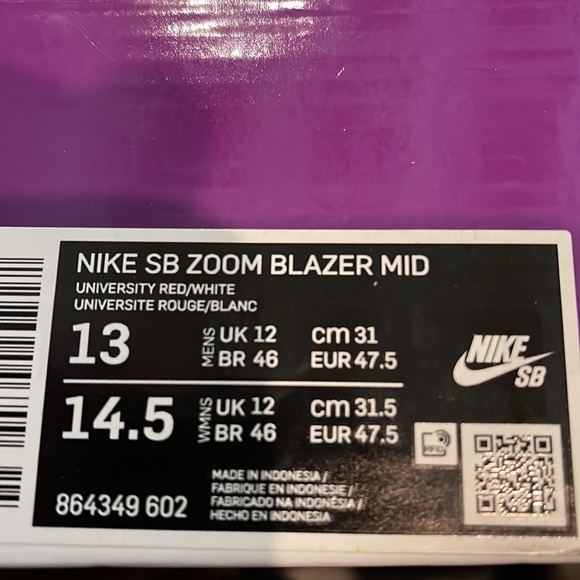 NIKE SB ZOOM BLAZER MID
UNIVERSITY RED/WHITE
UNIVERSITE ROUGE/BLANC
13 MENS UK 12 cm 31
BR 46 EUR 47.5
NIKE
SB
14.5 WMNS UK 12 cm 31.5
BR 46 EUR 47.5
RFID
864349 602
MADE IN INDONESIA /
FABRIQUE EN INDONESIE /
FABRICADO NA INDONÉSIA /
HECHO EN INDONESIA